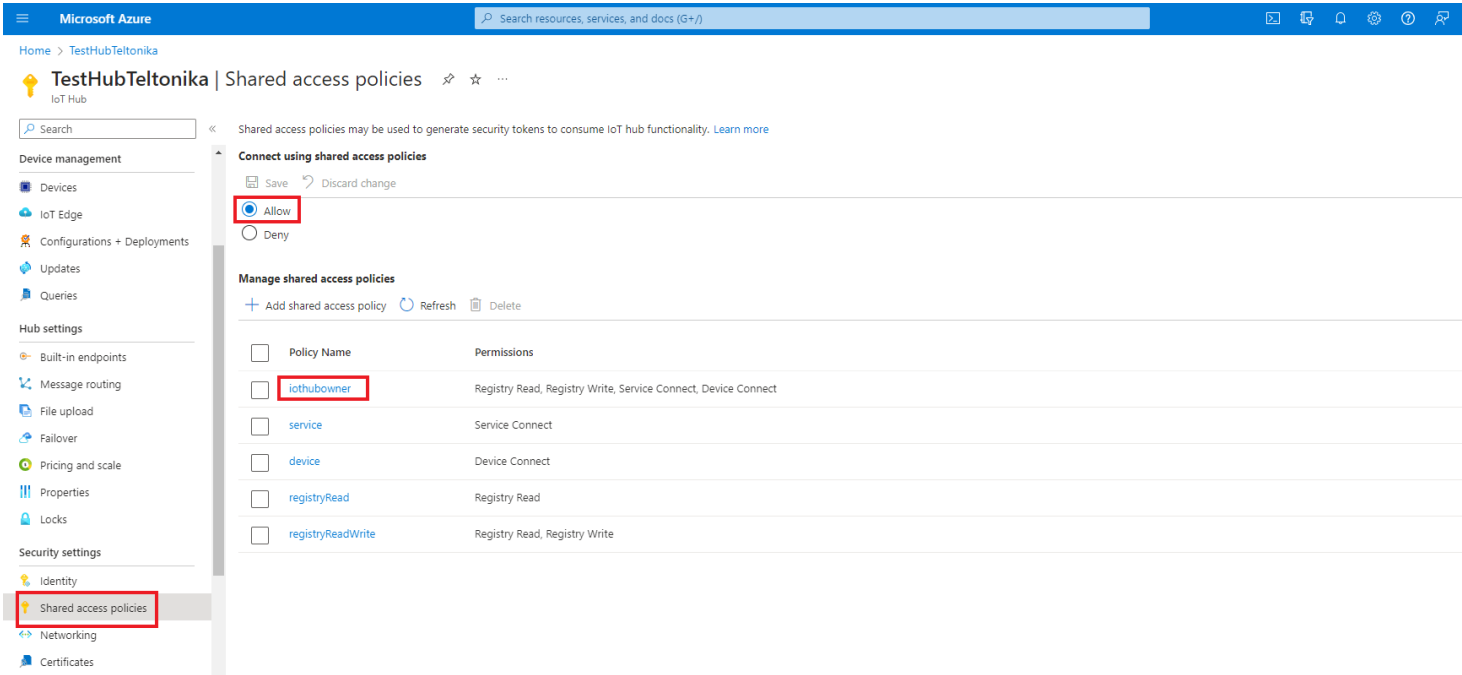 Microsoft Azure
Search resources, services, and docs (G+/)
Home > TestHubTeltonika
TestHubTeltonika | Shared access policies
IoT Hub
Search
«
Device management
Devices
IoT Edge
Configurations + Deployments
Updates
Queries
Hub settings
Built-in endpoints
Message routing
File upload
Failover
Pricing and scale
Properties
Locks
Security settings
Identity
Shared access policies
Networking
Certificates
Shared access policies may be used to generate security tokens to consume IoT hub functionality. Learn more
Connect using shared access policies
Save Discard change
Allow
Deny
Manage shared access policies
Add shared access policy Refresh Delete
Policy Name Permissions
iothubowner Registry Read, Registry Write, Service Connect, Device Connect
service Service Connect
device Device Connect
registryRead Registry Read
registryReadWrite Registry Read, Registry Write